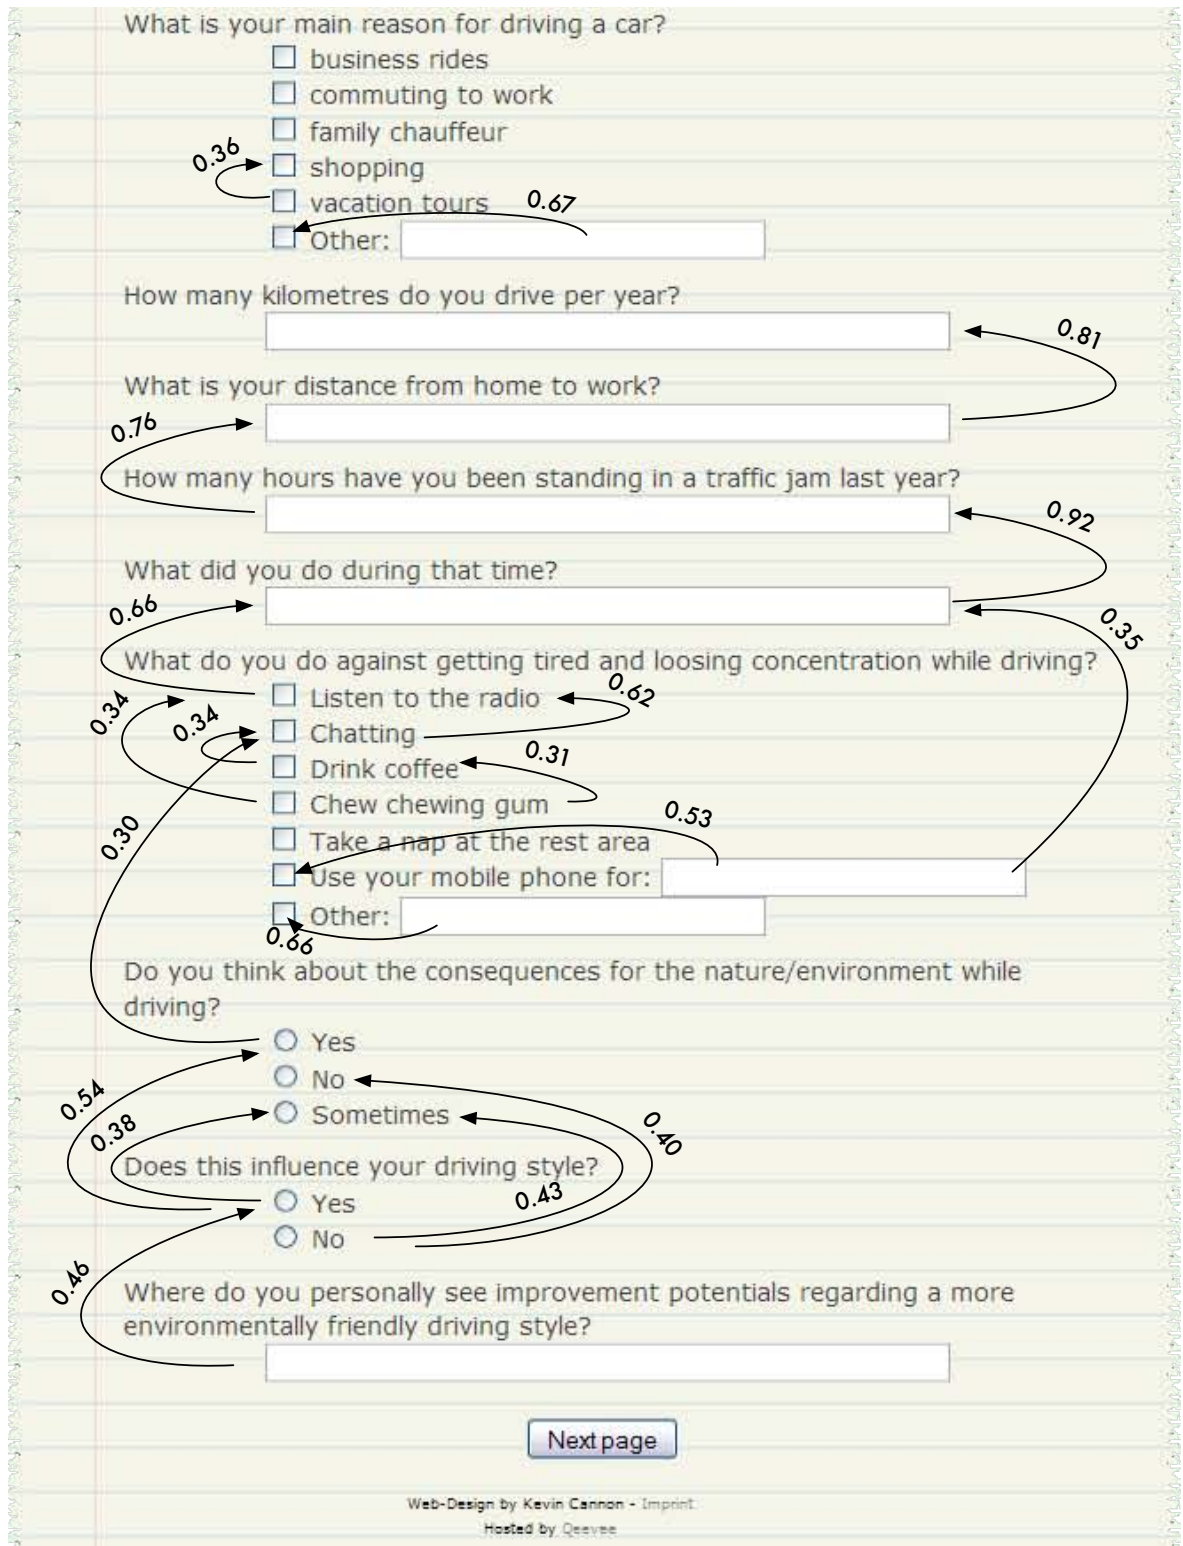 What is your main reason for driving a car?
business rides
commuting to work
family chauffeur
0.36
shopping
vacation tours
0.67
Other:
How many kilometres do you drive per year?
0.81
What is your distance from home to work?
0.76
How many hours have you been standing in a traffic jam last year?
0.92
What did you do during that time?
0.66
0.35
What do you do against getting tired and loosing concentration while driving?
Listen to the radio
0.62
0.34
0.34
Chatting
0.31
Drink coffee
Chew chewing gum
0.53
0.30
Take a nap at the rest area
Use your mobile phone for:
Other:
0.66
Do you think about the consequences for the nature/environment while
driving?
Yes
No
0.54
Sometimes
0.38
0.40
Does this influence your driving style?
0.43
Yes
No
0.46
Where do you personally see improvement potentials regarding a more
environmentally friendly driving style?
Next page
Web-Design by Kevin Cannon - Imprint
Hosted by Qeevee